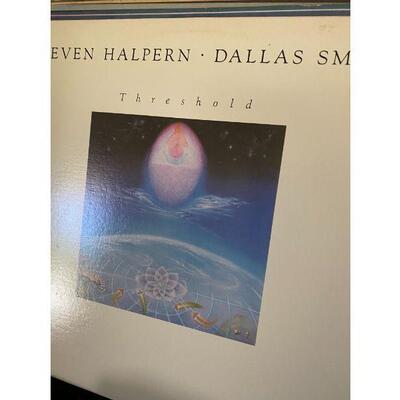 EVEN HALPERN · DALLAS SM
Threshold